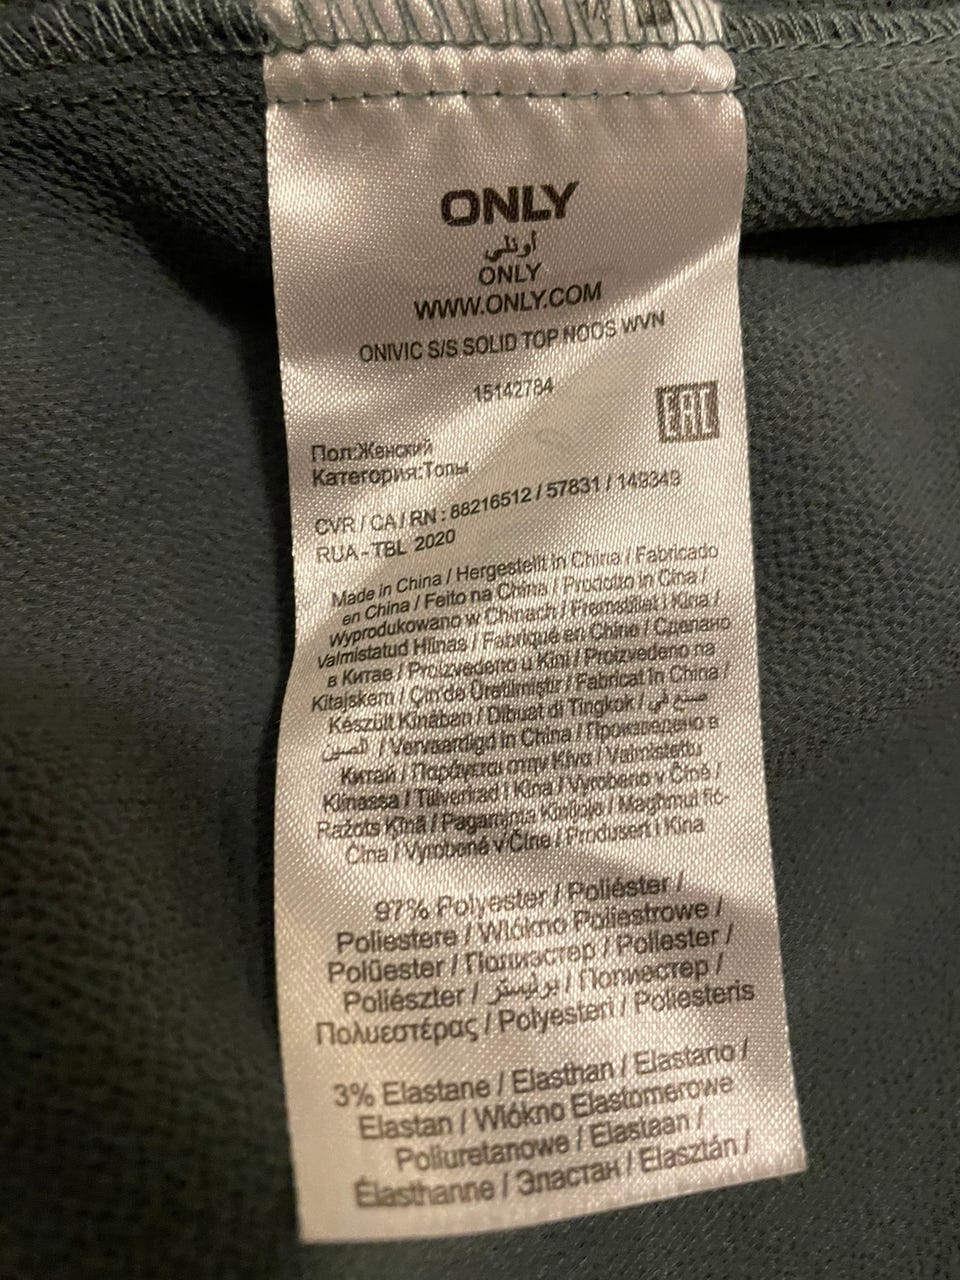 ONLY
أونلي
ONLY
WWW.ONLY.COM
ONIVIC S/S SOLID TOP NOOS WVN
15142784
EAC
Пол:Женский
Категория:Топы
CVR / CA / RN : 88216512 / 57831 / 149349
RUA - TBL 2020
Made in China / Hergestellt in China / Fabricado
en China / Feito na China / Prodotto in Cina /
Wyprodukowano w Chinach / Fremstillet i Kina /
Valmistatud Hiinas / Fabriqué en Chine / Сделано
в Китае / Proizvedeno u Kini / Proizvedeno na
Kitajskem / Çin'de Üretilmiştir / Fabricat în China /
Készült Kínában / Dibuat di Tingkok / صنع في
الصين / Vervaardigd in China / Произведено в
Китай / Παράγεται στην Κίνα / Valmistettu
Kiinassa / Tillverkad i Kina / Vyrobeno v Číně /
Ražots Ķīnā / Pagaminta Kinijoje / Maghmul fiċ-
Ċina / Vyrobené v Číne / Produsert i Kina
97% Polyester / Poliéster /
Poliestere / Włókno Poliestrowe /
Polüester / Полиэстер / Poliester /
Poliészter / بوليستر / Полиестер /
Πολυεστέρας / Polyesteri / Poliesteris
3% Elastane / Elasthan / Elastano /
Elastan / Włókno Elastomerowe
Poliuretanowe / Elastaan /
Élasthanne / Эластан / Elasztán /